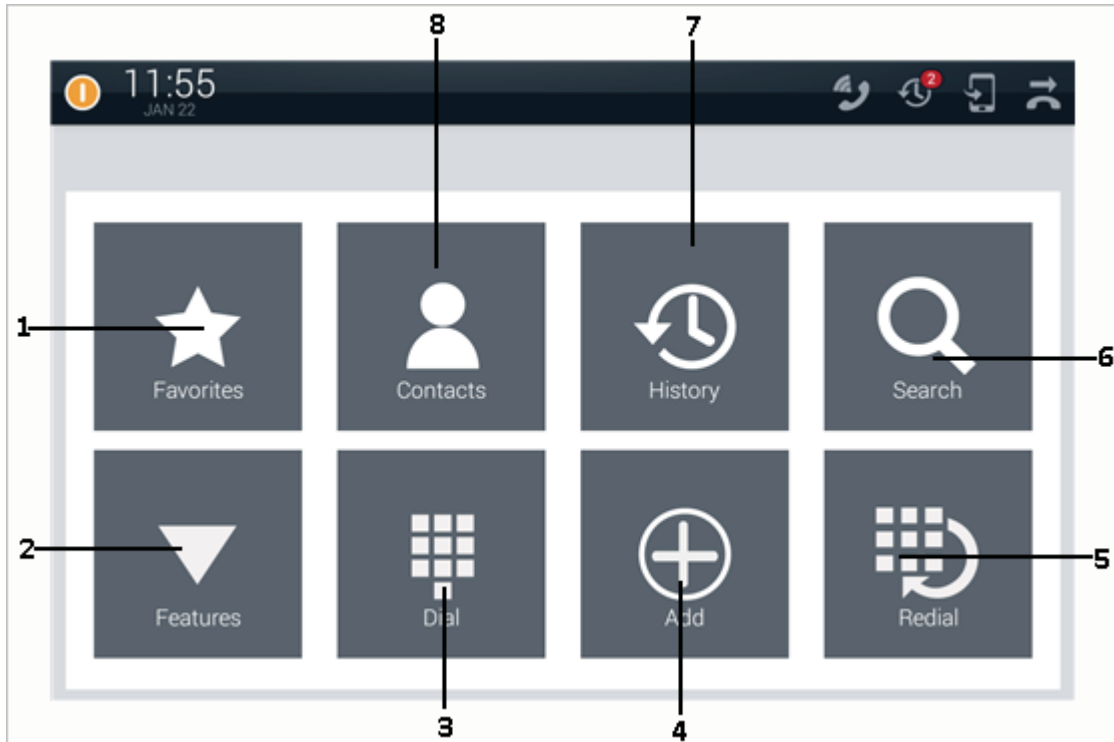 8 7
11:55
JAN 22
2
1
Favorites Contacts History Search
6
2
Features Dial Add Redial
5
3 4